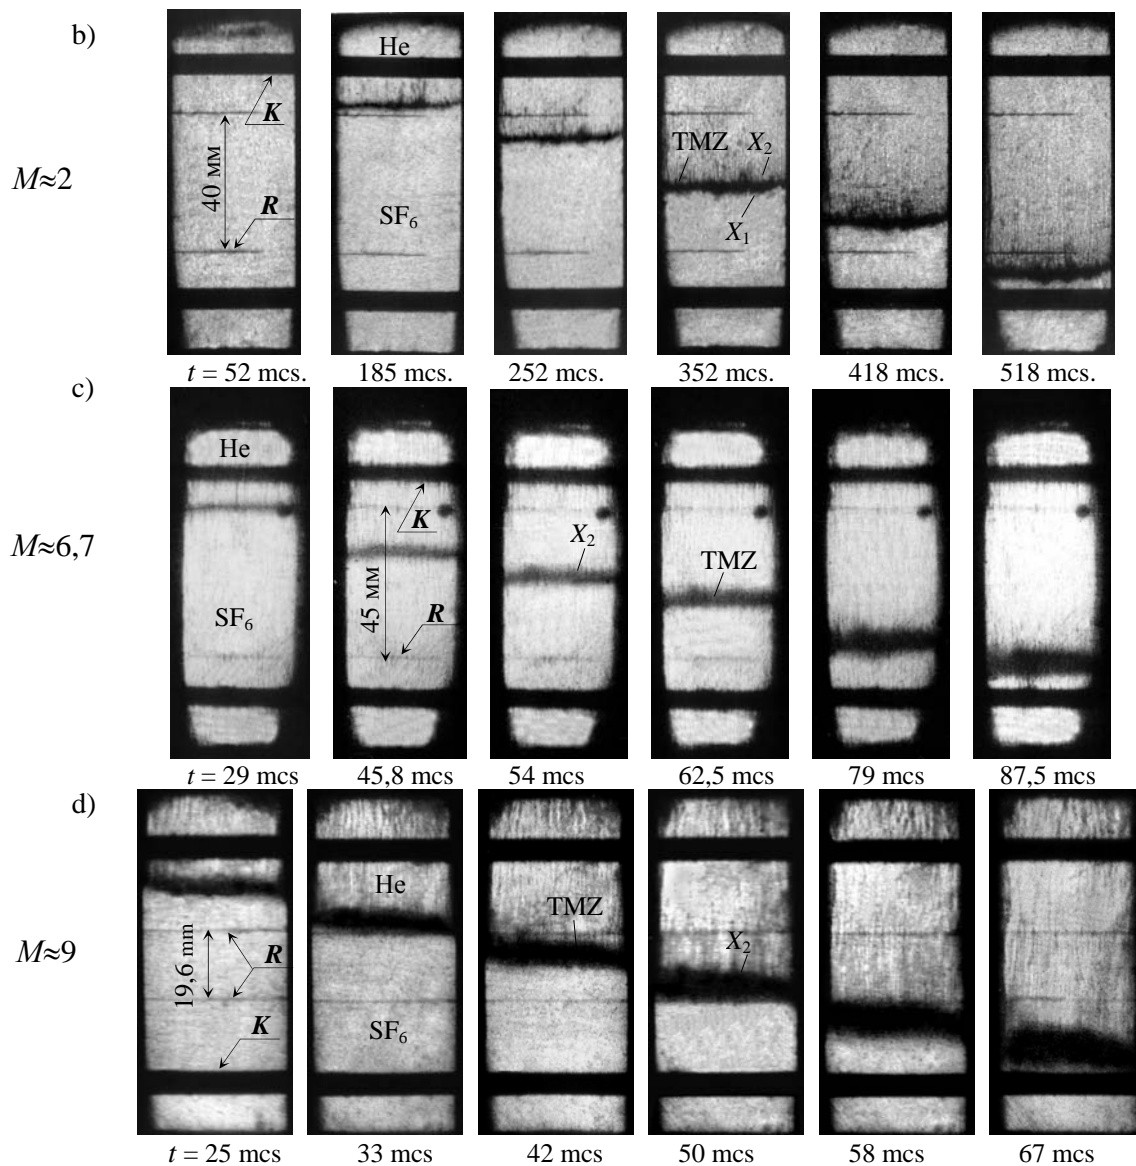 b)
He
K
M≈2
40 мм
R
SF6
TMZ
X2
X1
t = 52 mcs.
185 mcs.
252 mcs.
352 mcs.
418 mcs.
518 mcs.
c)
He
K
M≈6,7
45 мм
R
SF6
X2
TMZ
t = 29 mcs
45,8 mcs
54 mcs
62,5 mcs
79 mcs
87,5 mcs
d)
He
M≈9
19,6 mm
R
K
SF6
TMZ
X2
t = 25 mcs
33 mcs
42 mcs
50 mcs
58 mcs
67 mcs